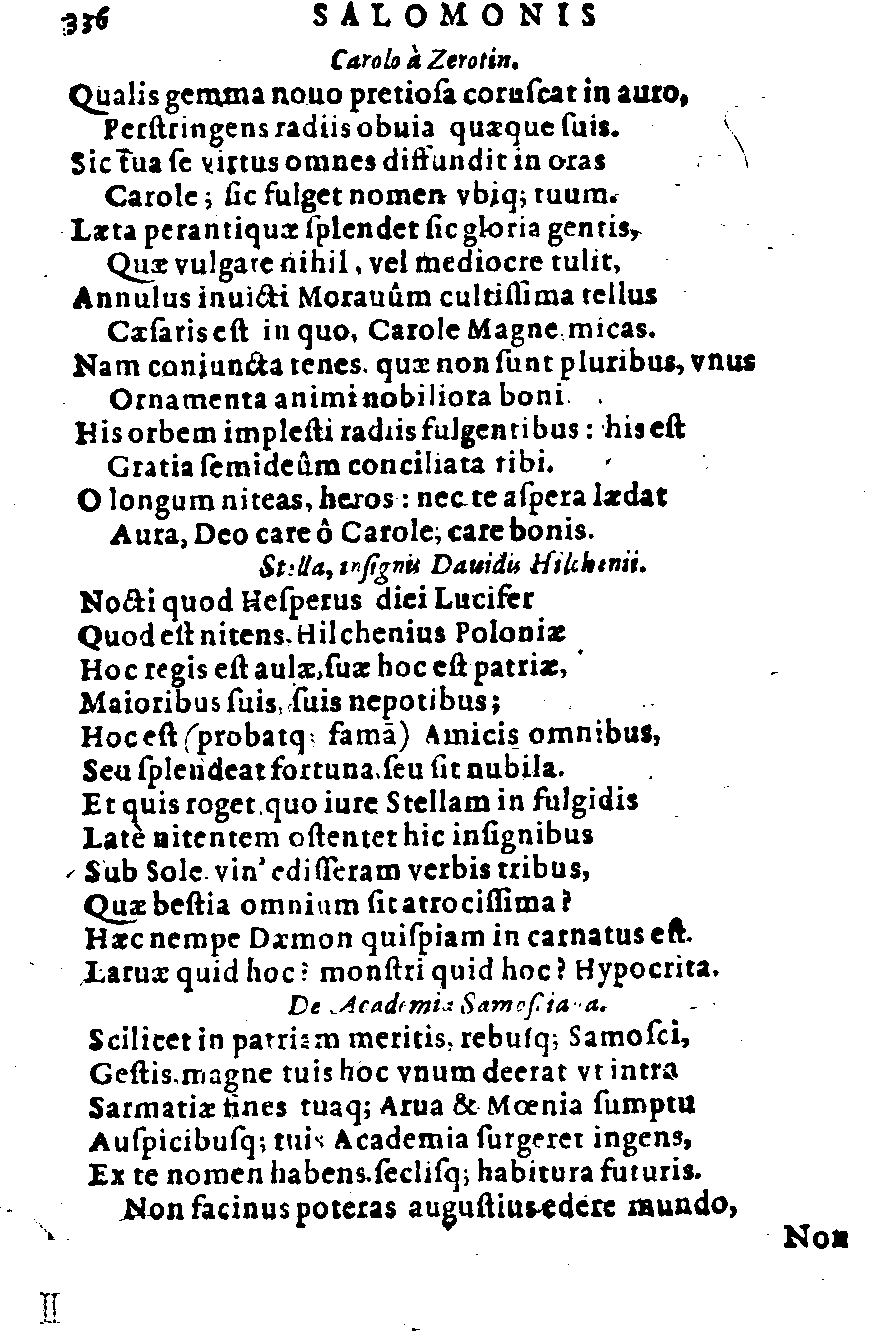 336 SALOMONIS
Carolo à Zerotin.
Qualis gemma nouo pretioſa coruſcat in auro,
Perſtringens radiis obuia quæque ſuis.
Sic tua ſe virtus omnes diffundit in oras
Carole; ſic fulget nomen vbiq; tuum.
Læta perantiquæ ſplendet ſic gloria gentis,
Quæ vulgare nihil, vel mediocre tulit,
Annulus inuicti Morauûm cultiſſima tellus
Cæſaris eſt in quo, Carole Magne micas.
Nam conjuncta tenes. quæ non ſunt pluribus, vnus
Ornamenta animi nobiliora boni.
His orbem impleſti radiis fulgentibus: his eſt
Gratia ſemideûm conciliata tibi.
O longum niteas, heros: nec te aſpera lædat
Aura, Deo care ô Carole; care bonis.
Stella, inſignis Dauidis Hilchenii.
Nocti quod Heſperus diei Lucifer
Quod eſt nitens. Hilchenius Poloniæ
Hoc regis eſt aulæ, ſuæ hoc eſt patriæ,
Maioribus ſuis, ſuis nepotibus;
Hoc eſt (probatq; famā) Amicis omnibus,
Seu ſplendeat fortuna. ſeu ſit nubila.
Et quis roget. quo iure Stellam in fulgidis
Latè nitentem oſtentet hic inſignibus
Sub Sole. vin' ediſſeram verbis tribus,
Quæ beſtia omnium ſit atrociſſima?
Hæc nempe Dæmon quiſpiam in carnatus eſt.
Laruæ quid hoc? monſtri quid hoc? Hypocrita.
De Academia Samoſciana.
Scilicet in patriam meritis, rebuſq; Samoſci,
Geſtis. magne tuis hoc vnum deerat vt intra
Sarmatiæ fines tuaq; Arua & Mœnia ſumptu
Auſpicibuſq; tuis Academia ſurgeret ingens,
Ex te nomen habens. ſecliſq; habitura futuris.
Non facinus poteras auguſtius edere mundo,
Non